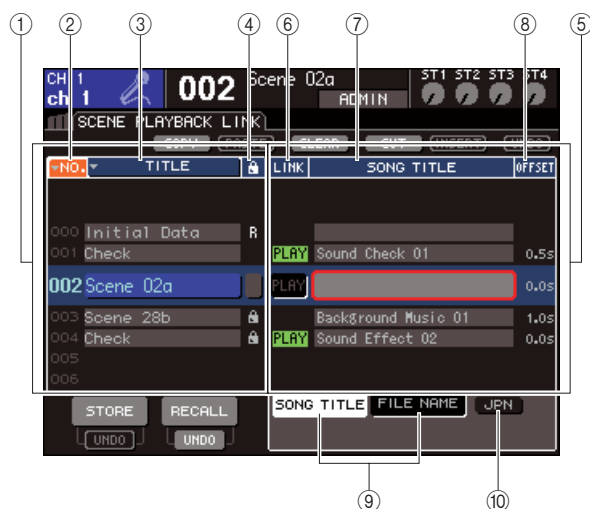 ① ② ③ ④ ⑥ ⑦ ⑧ ⑤
CH 1
ch 1
002 Scene 02a
ADMIN
ST1 ST2 ST3 ST4
SCENE PLAYBACK LINK
COPY PASTE CLEAR CUT INSERT UNDO
NO. TITLE LINK SONG TITLE OFFSET
000 Initial Data R
001 Check PLAY Sound Check 01 0.5s
002 Scene 02a PLAY 0.0s
003 Scene 28b Background Music 01 1.0s
004 Check PLAY Sound Effect 02 0.0s
005
006
STORE RECALL SONG TITLE FILE NAME JPN
UNDO UNDO
⑨ ⑩